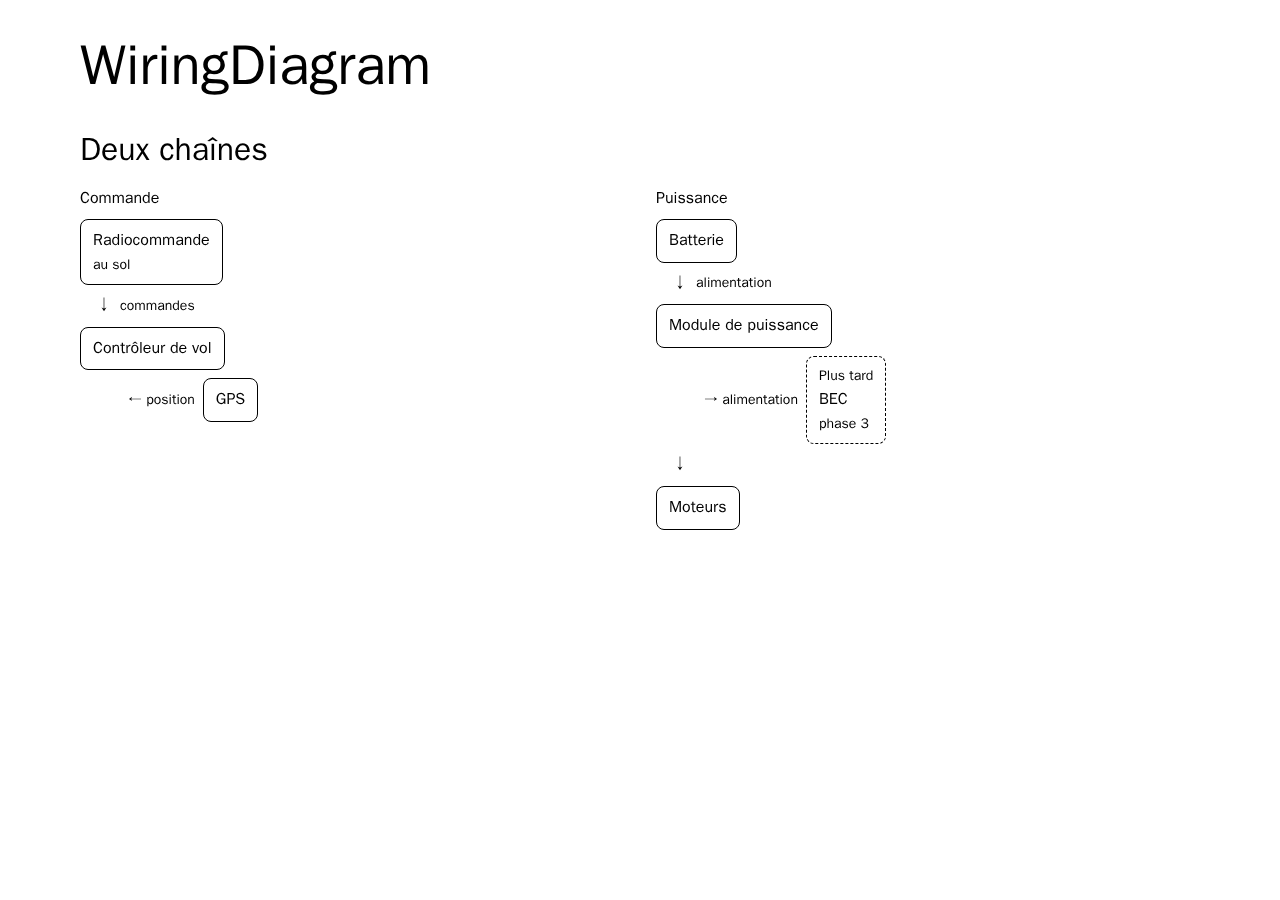 WiringDiagram
Deux chaînes
Commande
Radiocommande
au sol
↓ commandes
Contrôleur de vol
← position
GPS
Puissance
Batterie
↓ alimentation
Module de puissance
→ alimentation
Plus tard
BEC
phase 3
↓
Moteurs